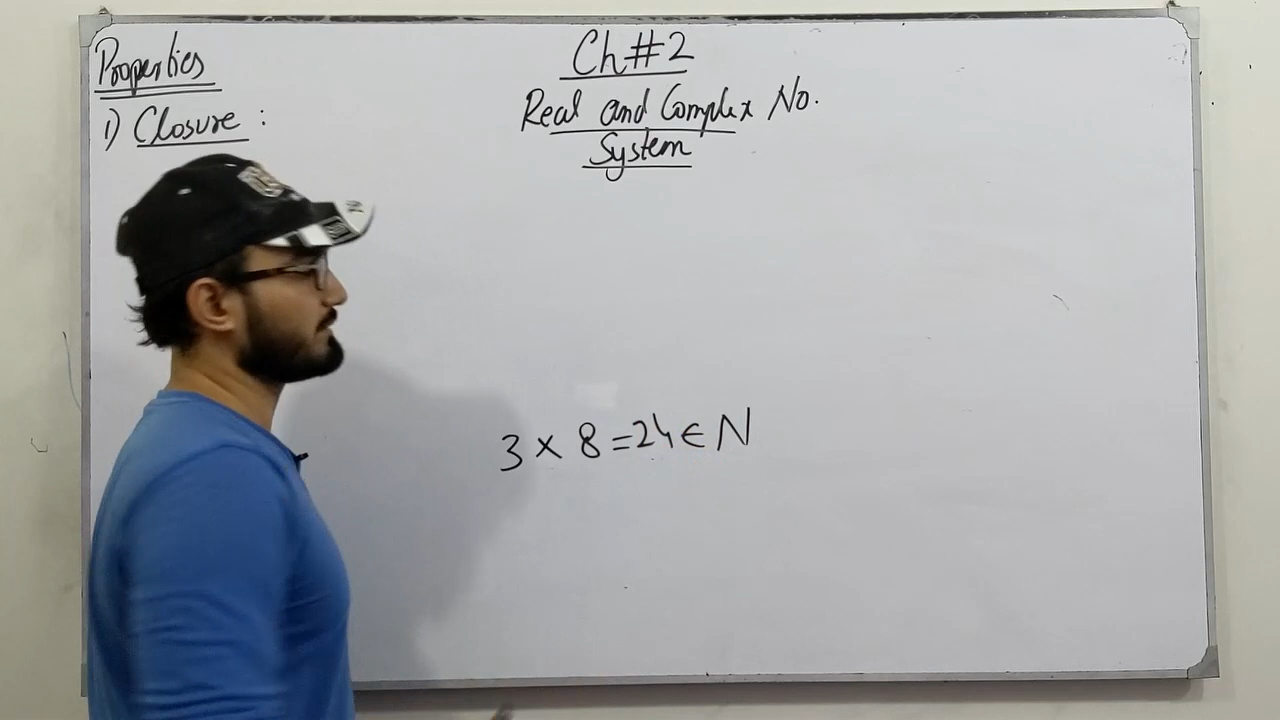 Properties
1) Closure :
Ch#2
Real and Complex No.
System
3 × 8 = 24 ∈ N